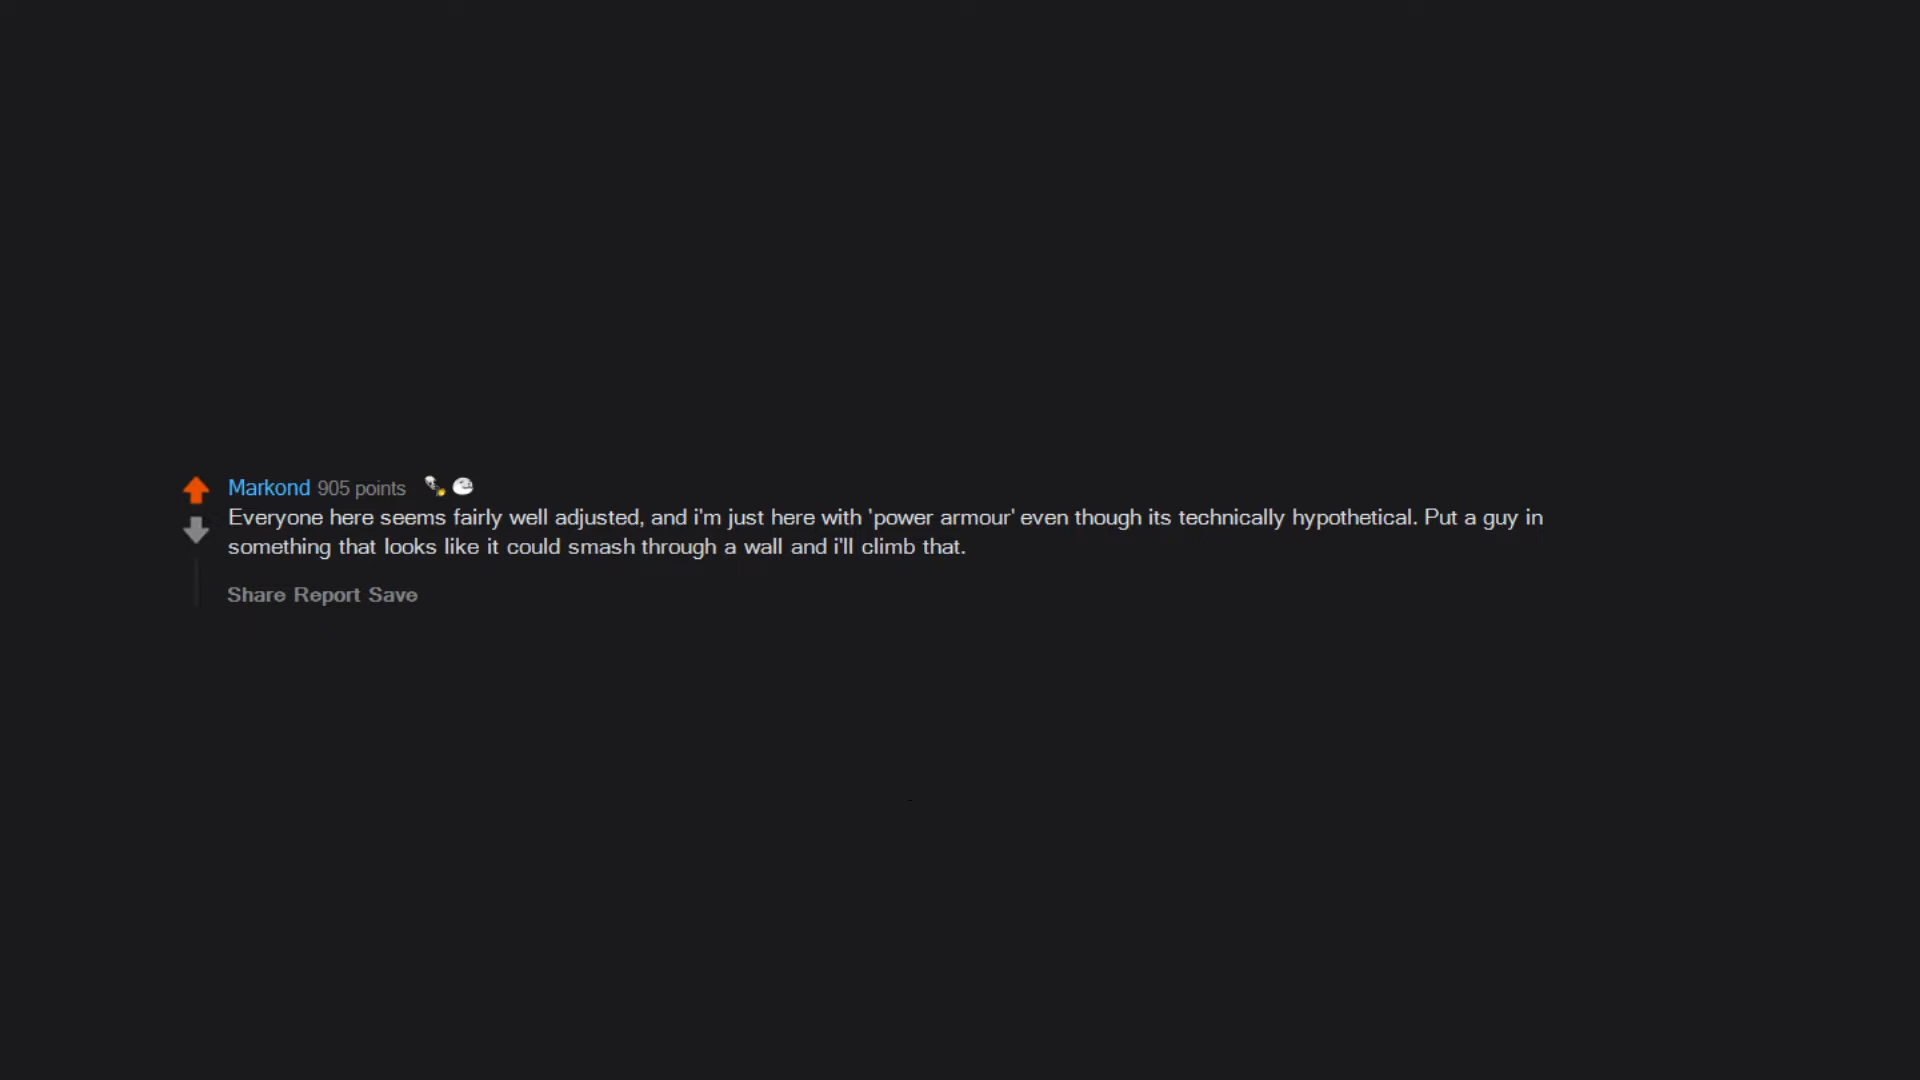 Markond 905 points
Everyone here seems fairly well adjusted, and i'm just here with 'power armour' even though its technically hypothetical. Put a guy in
something that looks like it could smash through a wall and i'll climb that.
Share Report Save